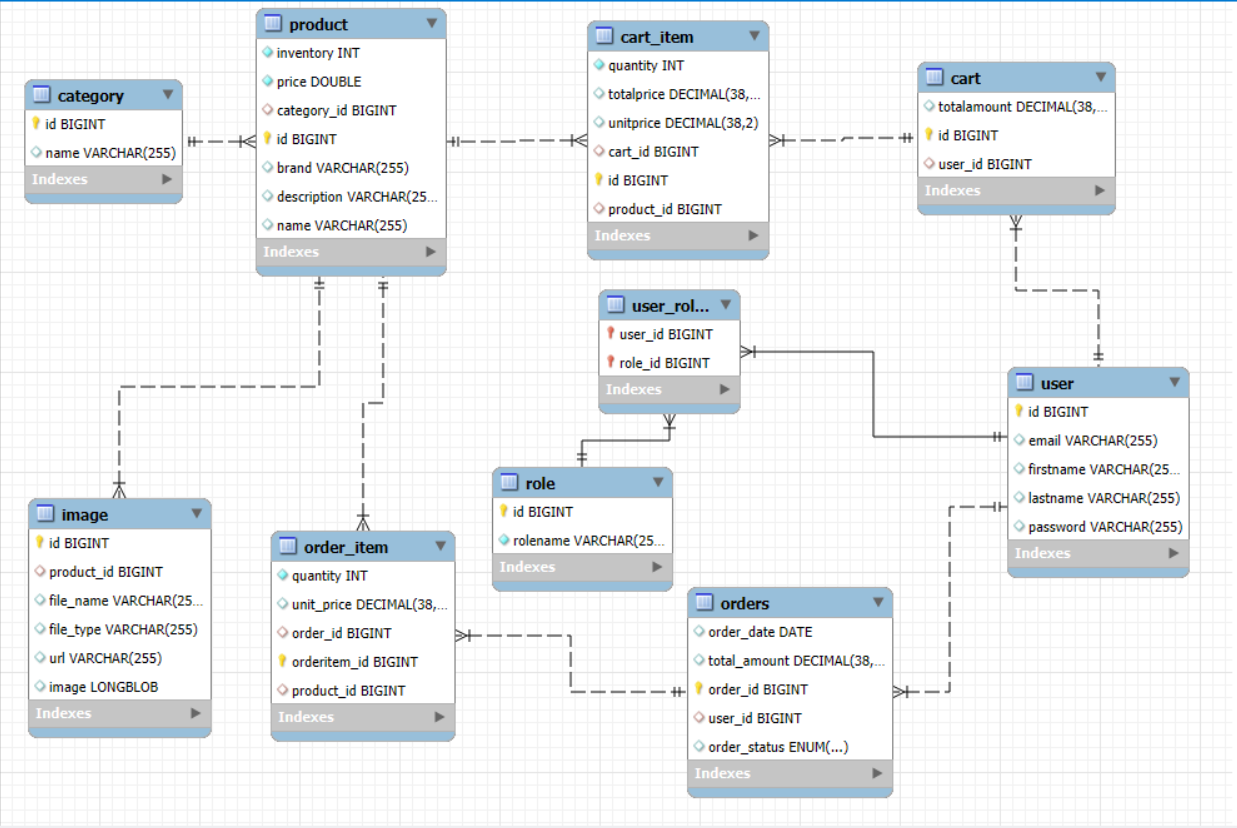 category
id BIGINT
name VARCHAR(255)
Indexes
product
inventory INT
price DOUBLE
category_id BIGINT
id BIGINT
brand VARCHAR(255)
description VARCHAR(25...
name VARCHAR(255)
Indexes
cart_item
quantity INT
totalprice DECIMAL(38,...
unitprice DECIMAL(38,2)
cart_id BIGINT
id BIGINT
product_id BIGINT
Indexes
cart
totalamount DECIMAL(38,...
id BIGINT
user_id BIGINT
Indexes
user_rol...
user_id BIGINT
role_id BIGINT
Indexes
user
id BIGINT
email VARCHAR(255)
firstname VARCHAR(25...
lastname VARCHAR(255)
password VARCHAR(255)
Indexes
image
id BIGINT
product_id BIGINT
file_name VARCHAR(25...
file_type VARCHAR(255)
url VARCHAR(255)
image LONGBLOB
Indexes
order_item
quantity INT
unit_price DECIMAL(38,...
order_id BIGINT
orderitem_id BIGINT
product_id BIGINT
Indexes
role
id BIGINT
rolename VARCHAR(25...
Indexes
orders
order_date DATE
total_amount DECIMAL(38,...
order_id BIGINT
user_id BIGINT
order_status ENUM(...)
Indexes